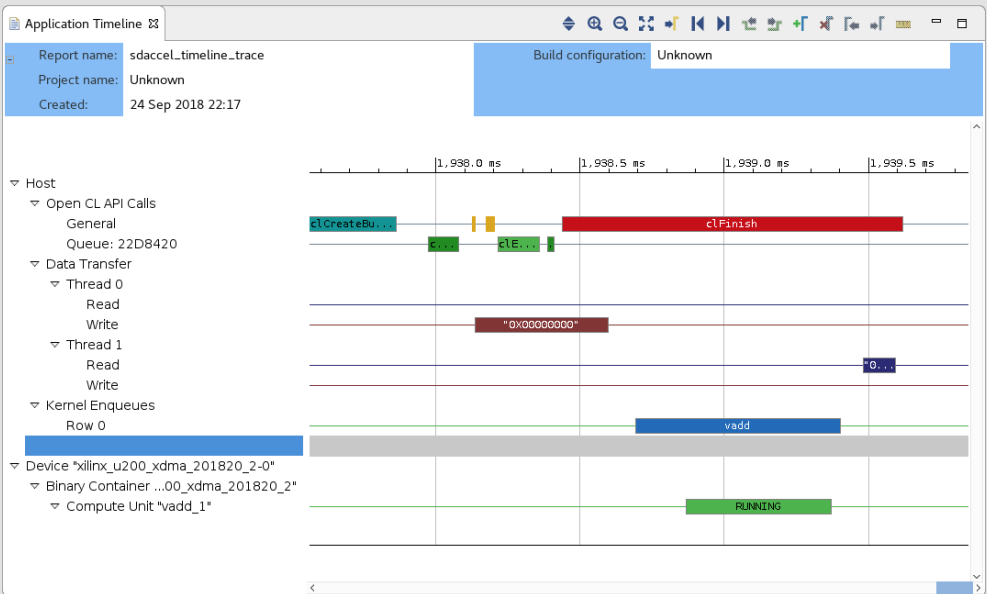 Application Timeline
Report name: sdaccel_timeline_trace
Build configuration: Unknown
Project name: Unknown
Created: 24 Sep 2018 22:17
1,938.0 ms 1,938.5 ms 1,939.0 ms 1,939.5 ms
Host
Open CL API Calls
General clCreateBu... clFinish
Queue: 22D8420 c... clE... .
Data Transfer
Thread 0
Read
Write "0X00000000"
Thread 1
Read "0...
Write
Kernel Enqueues
Row 0 vadd
Device "xilinx_u200_xdma_201820_2-0"
Binary Container ...00_xdma_201820_2"
Compute Unit "vadd_1" RUNNING